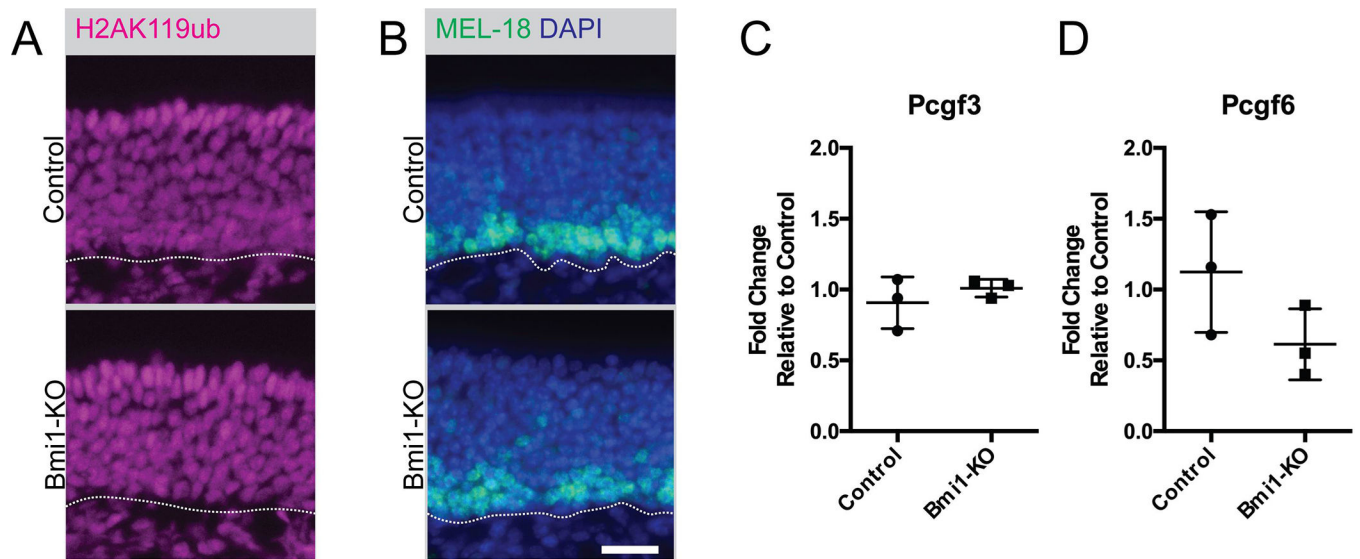 A
H2AK119ub
Control
Bmi1-KO
B
MEL-18 DAPI
Control
Bmi1-KO
C
Pcgf3
Fold Change
Relative to Control
2.0
1.5
1.0
0.5
0.0
Control
Bmi1-KO
D
Pcgf6
Fold Change
Relative to Control
2.0
1.5
1.0
0.5
0.0
Control
Bmi1-KO